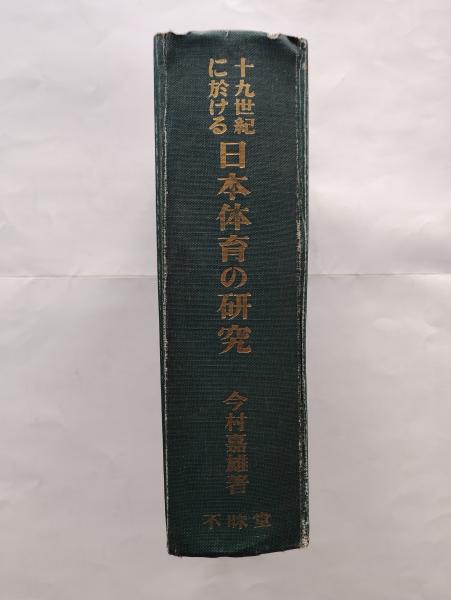 十九世紀
に於ける
日本体育の研究
今村嘉雄著
不昧堂